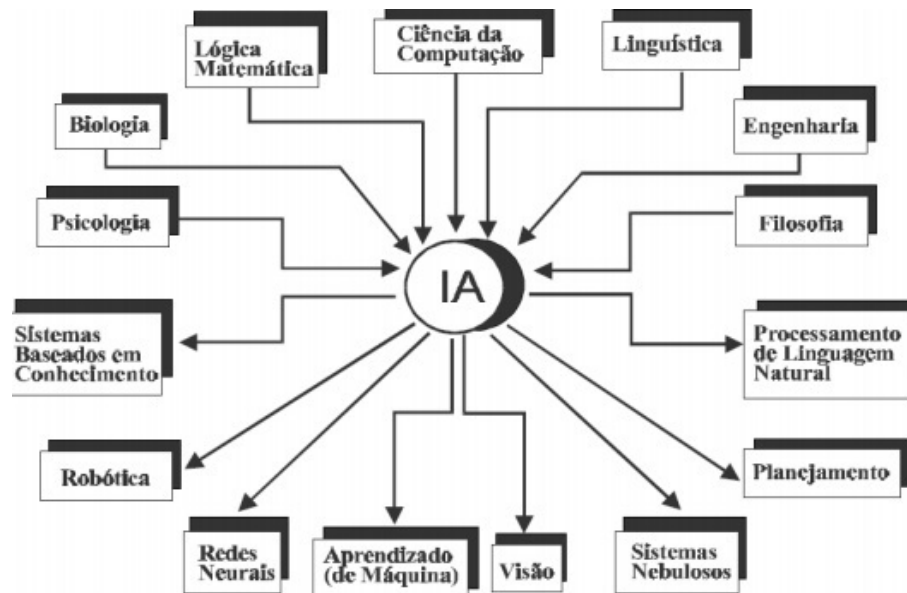 Lógica
Matemática
Ciência da
Computação
Linguística
Biologia
Engenharia
Psicologia
Filosofia
IA
Sistemas
Baseados em
Conhecimento
Processamento
de Linguagem
Natural
Robótica
Planejamento
Redes
Neurais
Aprendizado
(de Máquina)
Visão
Sistemas
Nebulosos